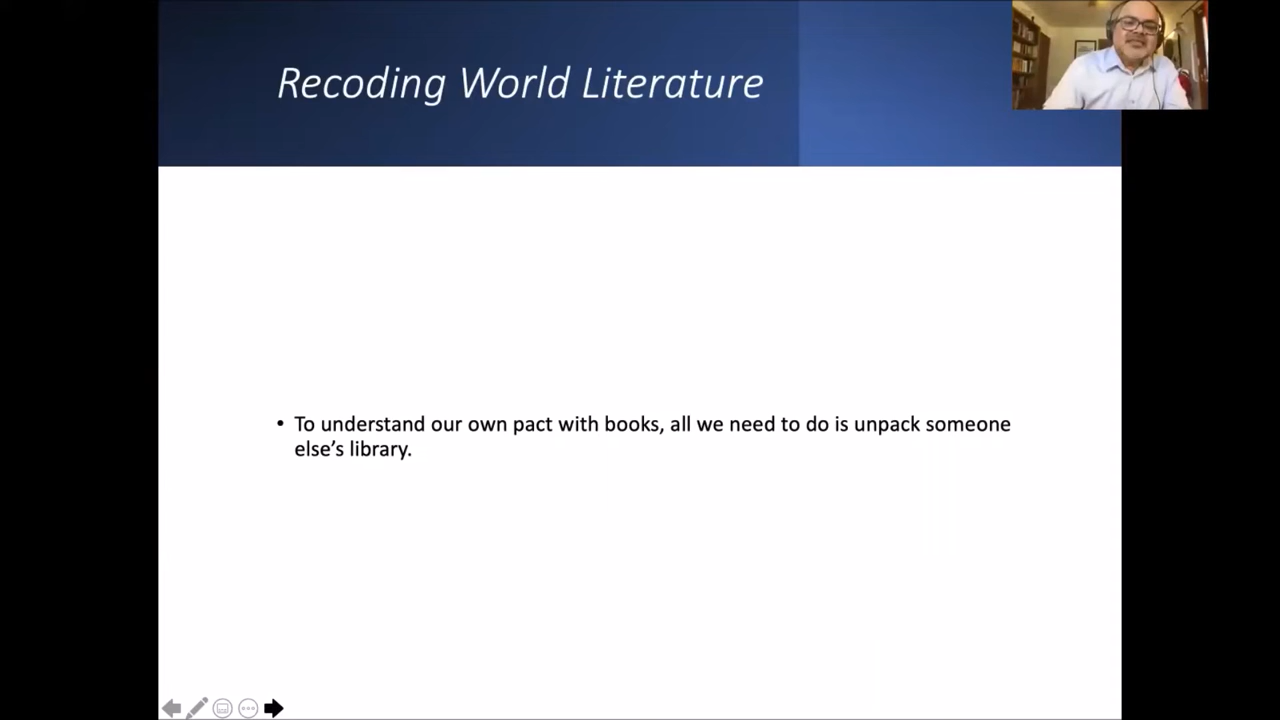 Recoding World Literature
• To understand our own pact with books, all we need to do is unpack someone
else’s library.